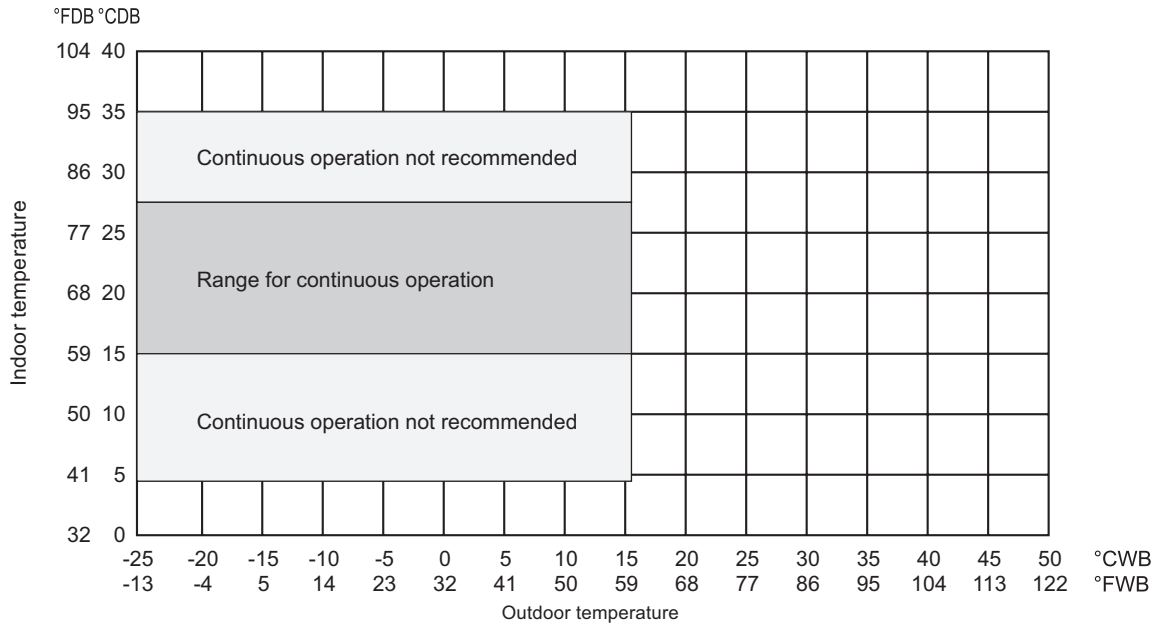 °FDB °CDB
104 40
95 35
Continuous operation not recommended
86 30
77 25
Range for continuous operation
68 20
59 15
Continuous operation not recommended
50 10
41 5
32 0
Indoor temperature
-25 -20 -15 -10 -5 0 5 10 15 20 25 30 35 40 45 50 °CWB
-13 -4 5 14 23 32 41 50 59 68 77 86 95 104 113 122 °FWB
Outdoor temperature